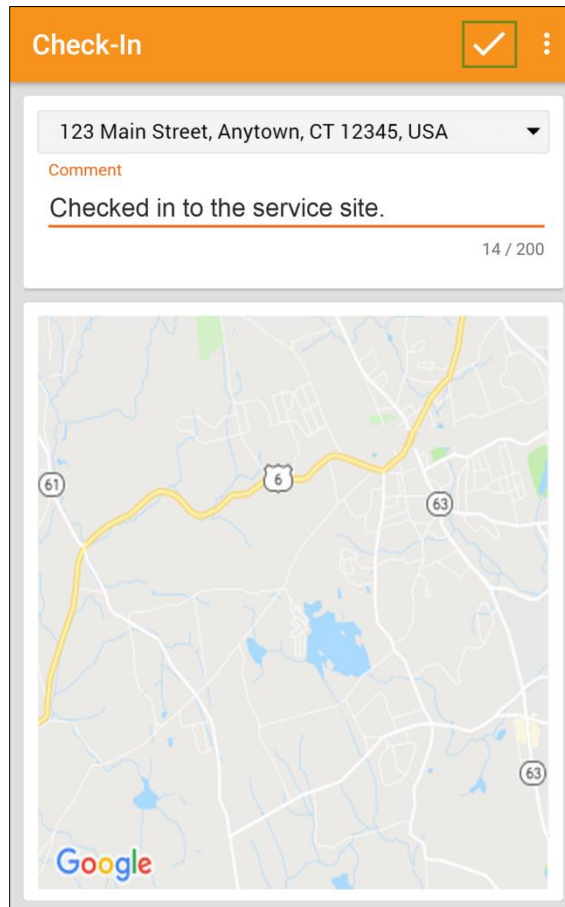 Check-In
123 Main Street, Anytown, CT 12345, USA
Comment
Checked in to the service site.
14 / 200
6
61
63
63
Google